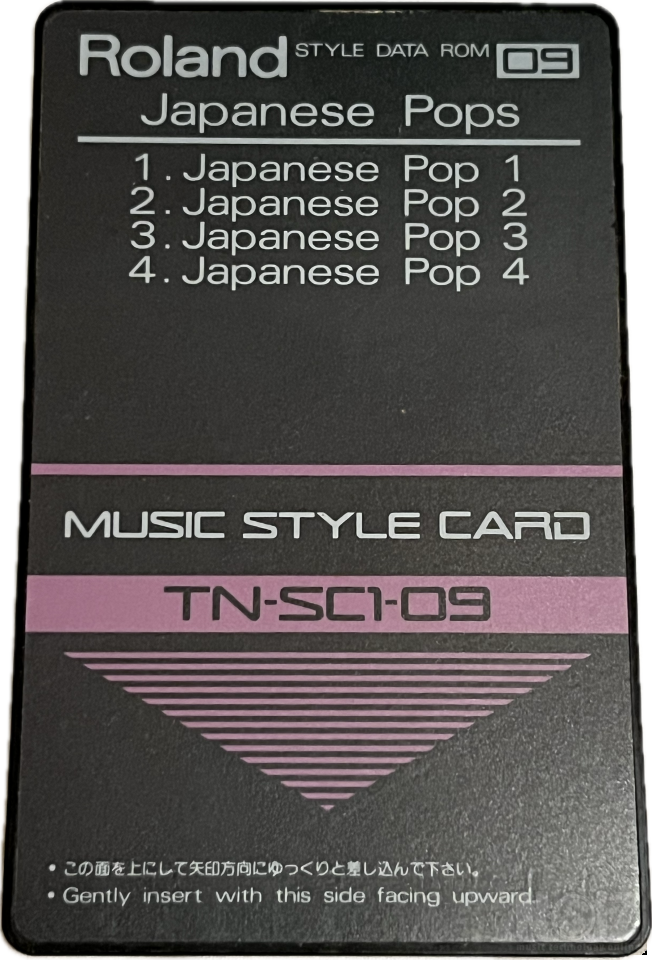 Roland STYLE DATA ROM 09
Japanese Pops
1. Japanese Pop 1
2. Japanese Pop 2
3. Japanese Pop 3
4. Japanese Pop 4
MUSIC STYLE CARD
TN-SC1-09
• この面を上にして矢印方向にゆっくりと差し込んで下さい。
• Gently insert with this side facing upward.